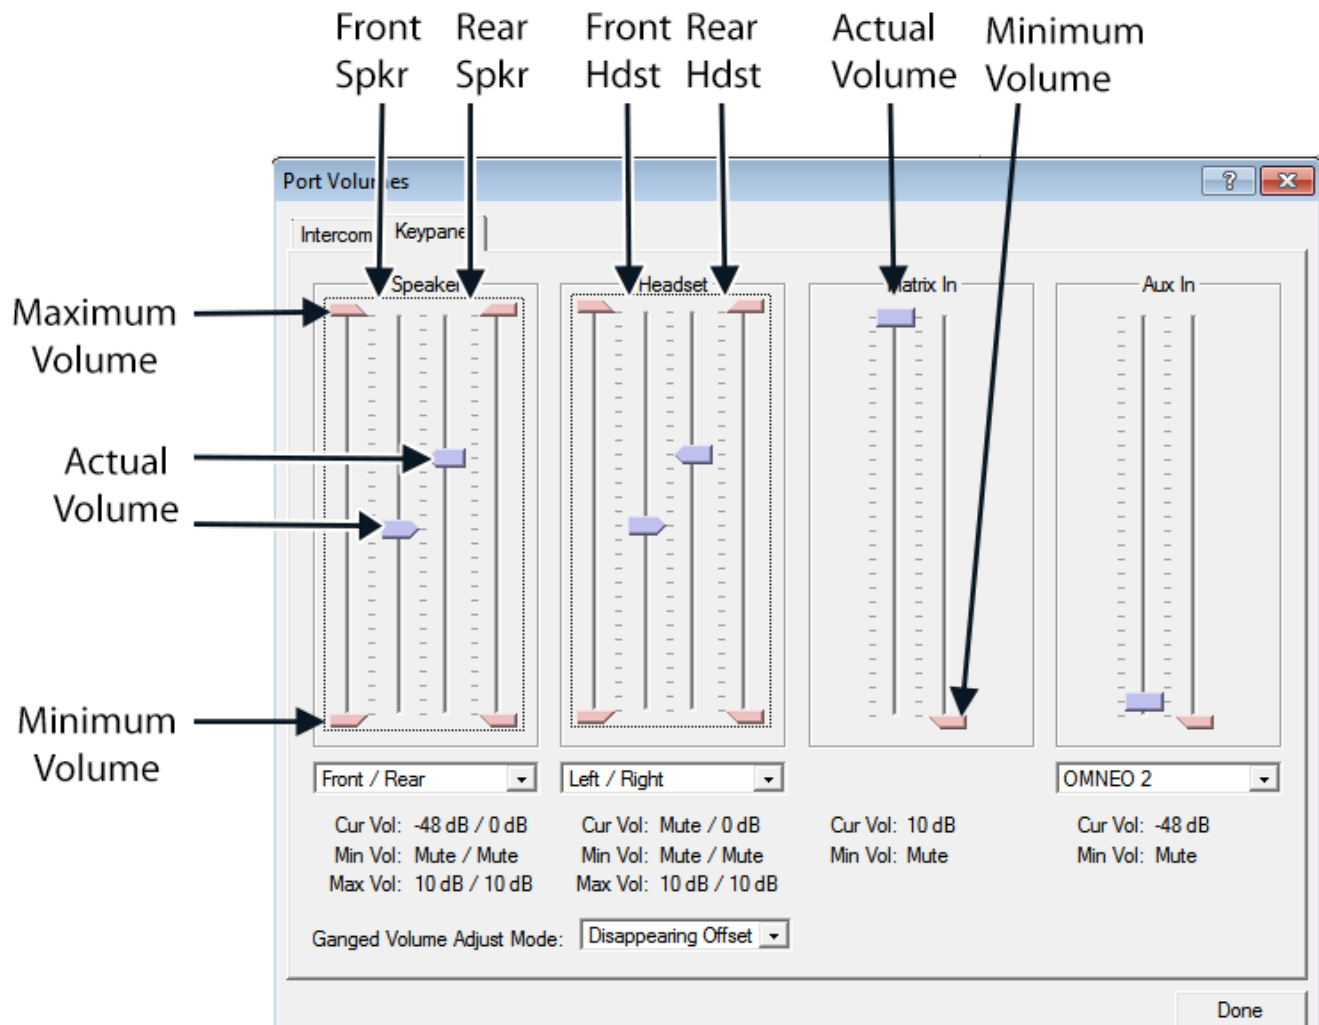 Front Spkr
Rear Spkr
Front Hdst
Rear Hdst
Actual Volume
Minimum Volume
Port Volumes
?
Intercom
Keypane
Speaker
Headset
Matrix In
Aux In
Maximum Volume
Actual Volume
Minimum Volume
Front / Rear
Left / Right
OMNEO 2
Cur Vol: -48 dB / 0 dB
Min Vol: Mute / Mute
Max Vol: 10 dB / 10 dB
Cur Vol: Mute / 0 dB
Min Vol: Mute / Mute
Max Vol: 10 dB / 10 dB
Cur Vol: 10 dB
Min Vol: Mute
Cur Vol: -48 dB
Min Vol: Mute
Ganged Volume Adjust Mode: Disappearing Offset
Done